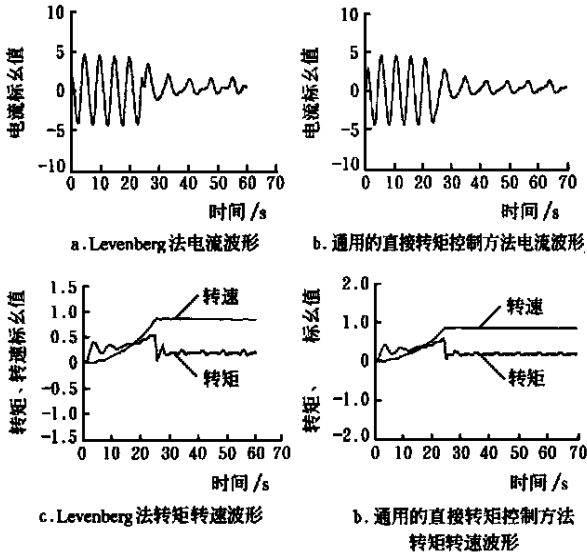 10
5
0
-5
-10
电流标幺值
0 10 20 30 40 50 60 70
时间/s
a.Levenberg法电流波形
10
5
0
-5
-10
电流标幺值
0 10 20 30 40 50 60 70
时间/s
b.通用的直接转矩控制方法电流波形
1.5
1.0
0.5
0
-0.5
-1.0
-1.5
转矩、转速标幺值
转速
转矩
0 10 20 30 40 50 60 70
时间/s
c.Levenberg法转矩转速波形
2.0
1.0
0
-1.0
-2.0
转矩、 标幺值
转速
转矩
0 10 20 30 40 50 60 70
时间/s
b.通用的直接转矩控制方法
转矩转速波形